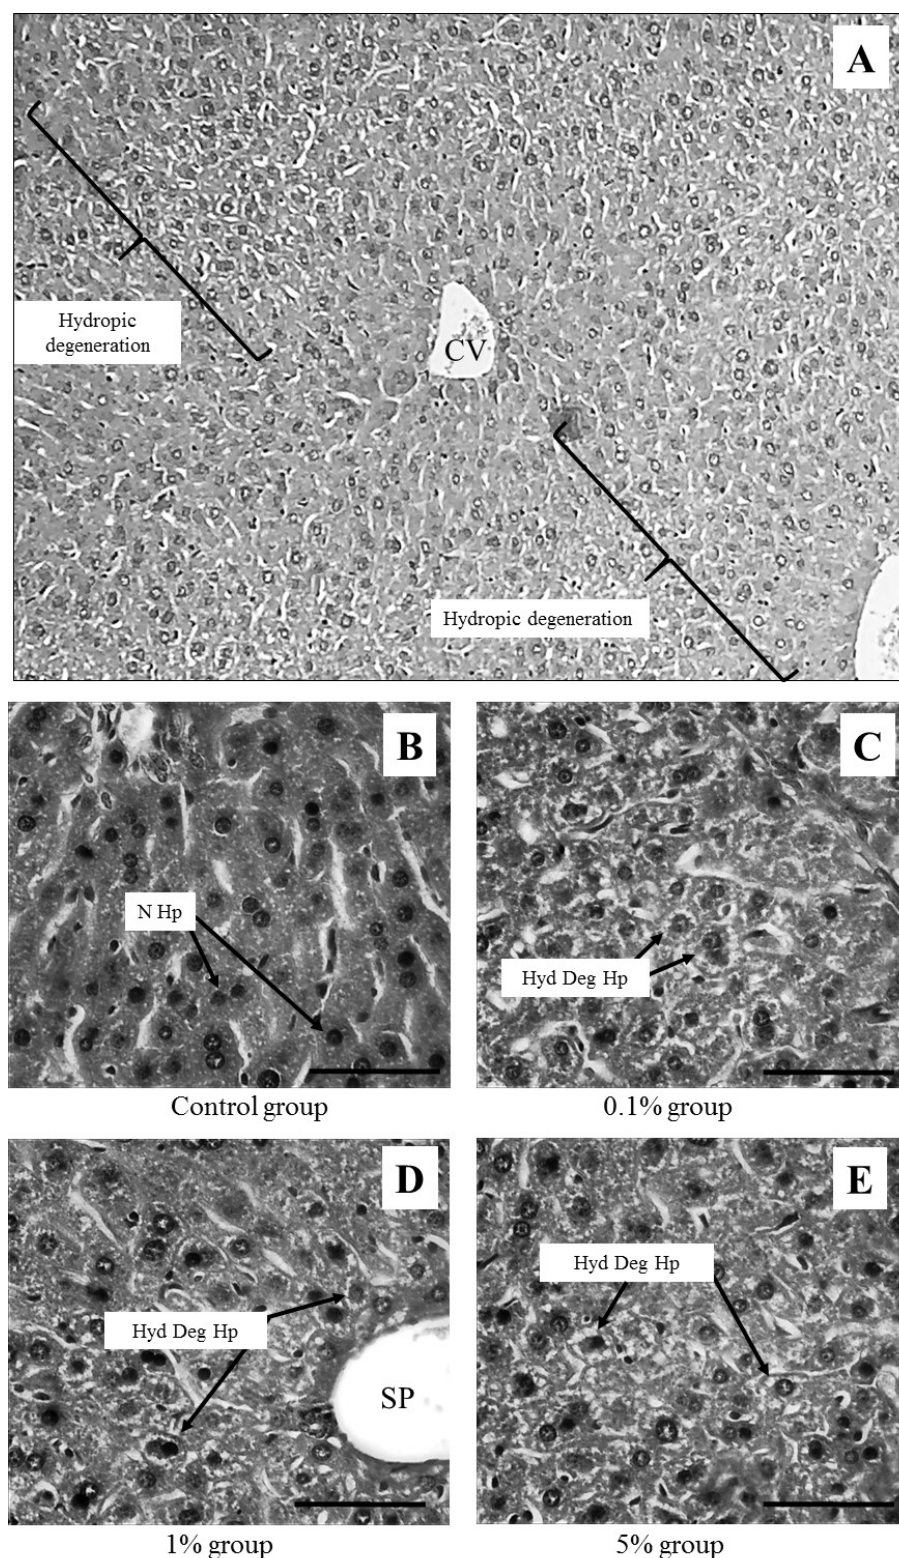 A
Hydropic
degeneration
CV
Hydropic degeneration
B
N Hp
Control group
C
Hyd Deg Hp
0.1% group
D
Hyd Deg Hp
SP
1% group
E
Hyd Deg Hp
5% group